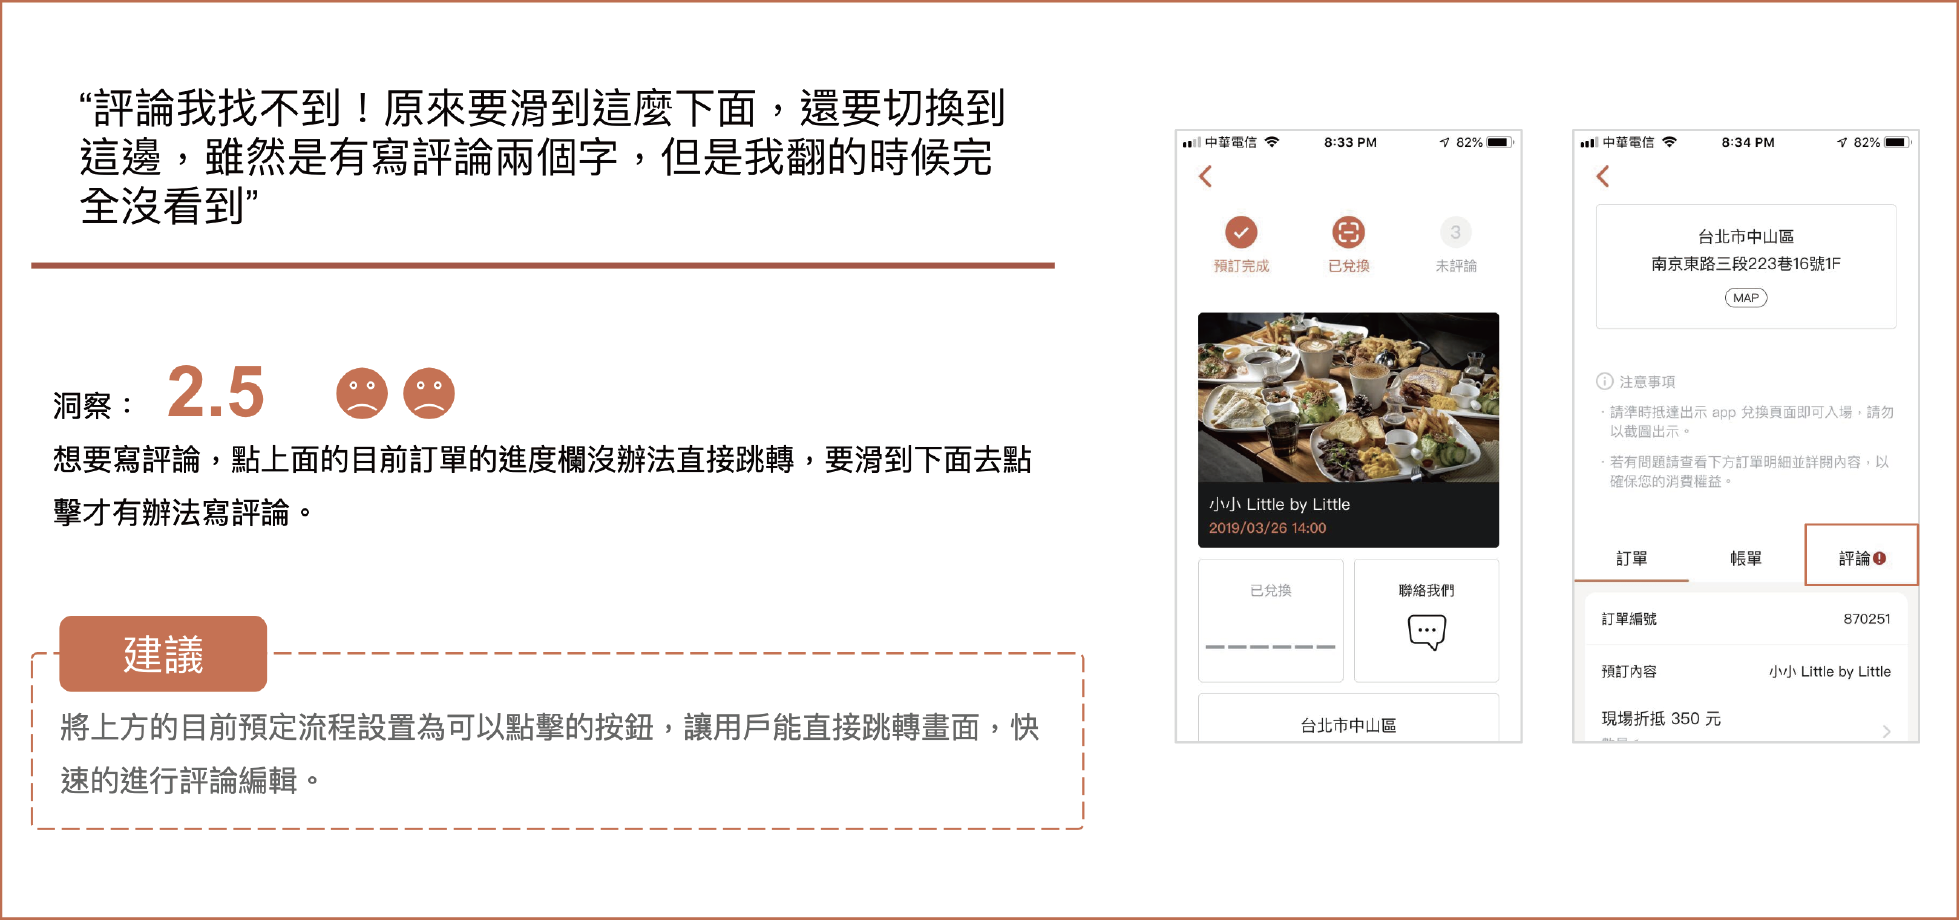 “評論我找不到！原來要滑到這麼下面，還要切換到
這邊，雖然是有寫評論兩個字，但是我翻的時候完
全沒看到”
洞察： 2.5
想要寫評論，點上面的目前訂單的進度欄沒辦法直接跳轉，要滑到下面去點
擊才有辦法寫評論。
建議
將上方的目前預定流程設置為可以點擊的按鈕，讓用戶能直接跳轉畫面，快
速的進行評論編輯。
中華電信 8:33 PM 82%
3
預訂完成 已兌換 未評論
小小 Little by Little
2019/03/26 14:00
已兌換 聯絡我們
台北市中山區
中華電信 8:34 PM 82%
台北市中山區
南京東路三段223巷16號1F
MAP
注意事項
· 請準時抵達出示 app 兌換頁面即可入場，請勿
以截圖出示。
· 若有問題請查看下方訂單明細並詳閱內容，以
確保您的消費權益。
訂單 帳單 評論
訂單編號 870251
預訂內容 小小 Little by Little
現場折抵 350 元